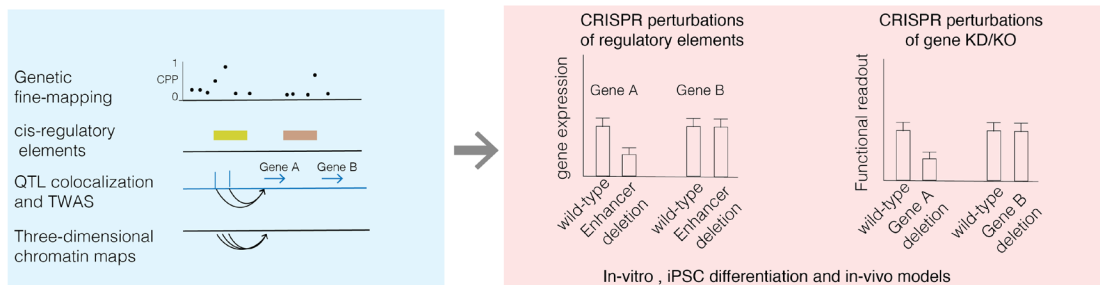 Genetic
fine-mapping
1
CPP
0
cis-regulatory
elements
Gene A
Gene B
QTL colocalization
and TWAS
Three-dimensional
chromatin maps
CRISPR perturbations
of regulatory elements
gene expression
Gene A
Gene B
wild-type
Enhancer
deletion
wild-type
Enhancer
deletion
CRISPR perturbations
of gene KD/KO
Functional readout
wild-type
Gene A
deletion
wild-type
Gene B
deletion
In-vitro , iPSC differentiation and in-vivo models